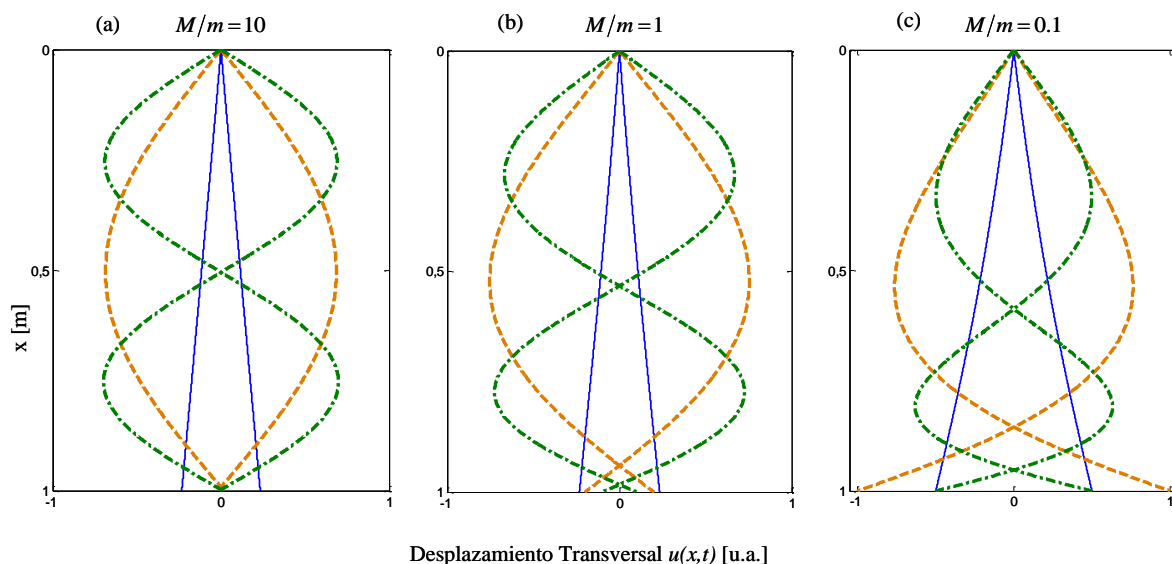 (a) M/m = 10
(b) M/m = 1
(c) M/m = 0.1
0
0
0
0,5
0,5
0,5
x [m]
1
1
1
-1 0 1
-1 0 1
-1 0 1
Desplazamiento Transversal u(x,t) [u.a.]